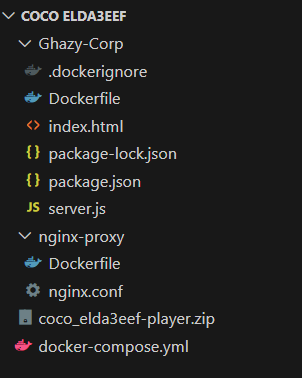 COCO ELDA3EEF
Ghazy-Corp
.dockerignore
Dockerfile
<> index.html
{} package-lock.json
{} package.json
JS server.js
nginx-proxy
Dockerfile
nginx.conf
coco_elda3eef-player.zip
docker-compose.yml